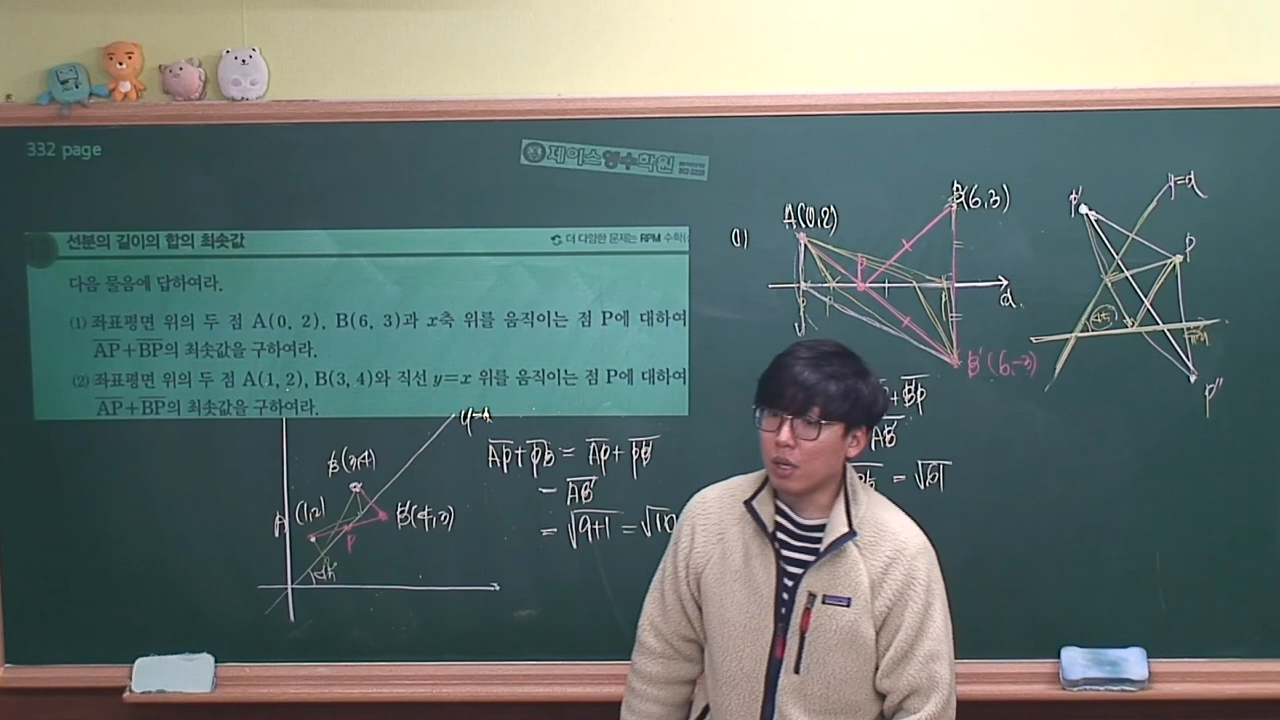 332 page
제이스영수학원
선분의 길이의 합의 최솟값
더 다양한 문제는 RPM 수학(
다음 물음에 답하여라.
(1) 좌표평면 위의 두 점 A(0, 2), B(6, 3)과 x축 위를 움직이는 점 P에 대하여
AP+BP의 최솟값을 구하여라.
(2) 좌표평면 위의 두 점 A(1, 2), B(3, 4)와 직선 y=x 위를 움직이는 점 P에 대하여
AP+BP의 최솟값을 구하여라.
B(3,4)
A (1,2)
B'(4,3)
P
AP+PB = AP+PB'
= AB'
= √9+1 = √10
(1)
A(0,2)
B(6,3)
P
x
B'(6,-3)
+B'P
AB'
= √61
y=x
P'
P
P''